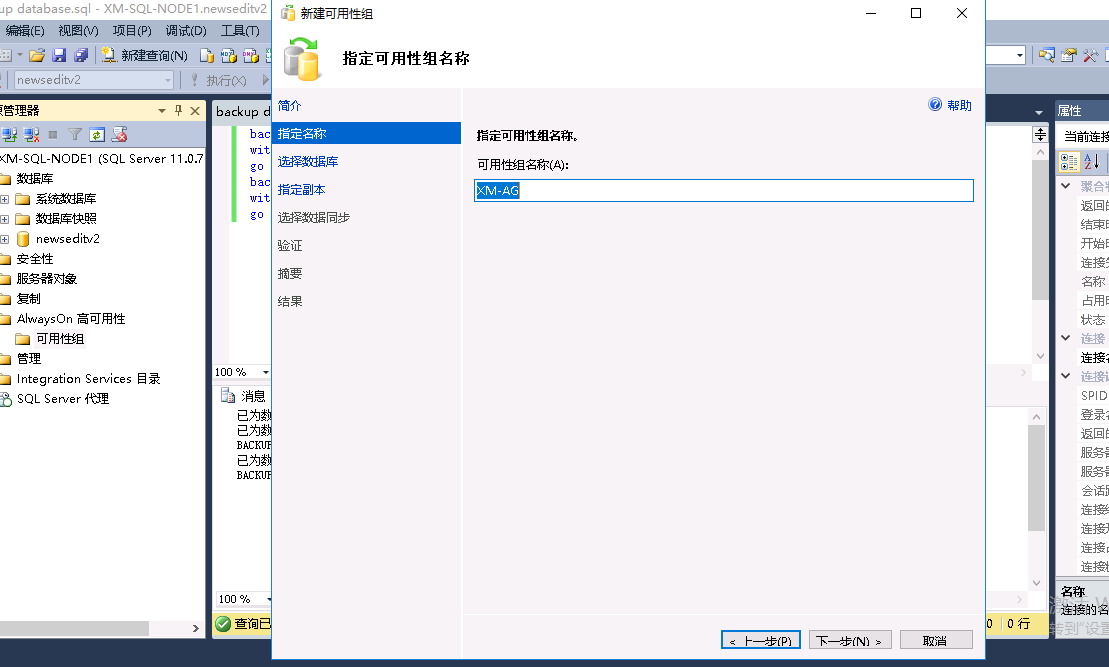 up database.sql - XM-SQL-NODE1.newseditv2
编辑(E) 视图(V) 项目(P) 调试(D) 工具(T)
新建查询(N)
newseditv2
执行(X)
原管理器
XM-SQL-NODE1 (SQL Server 11.0.7
数据库
系统数据库
数据库快照
newseditv2
安全性
服务器对象
复制
AlwaysOn 高可用性
可用性组
管理
Integration Services 目录
SQL Server 代理
backup d
bac
wit
go
bac
wit
go
100 %
消息
已为数
已为数
BACKUP
已为数
BACKUP
100 %
查询已
新建可用性组
指定可用性组名称
简介
指定名称
选择数据库
指定副本
选择数据同步
验证
摘要
结果
帮助
指定可用性组名称。
可用性组名称(A):
XM-AG
< 上一步(P)
下一步(N) >
取消
属性
当前连接
返回的
结束时
开始时
连接
名称
占用时
状态
连接
连接名
连接
SPID
登录名
返回的
服务器
服务器
连接
连接
连接
连接
名称
连接的名
0 0 行